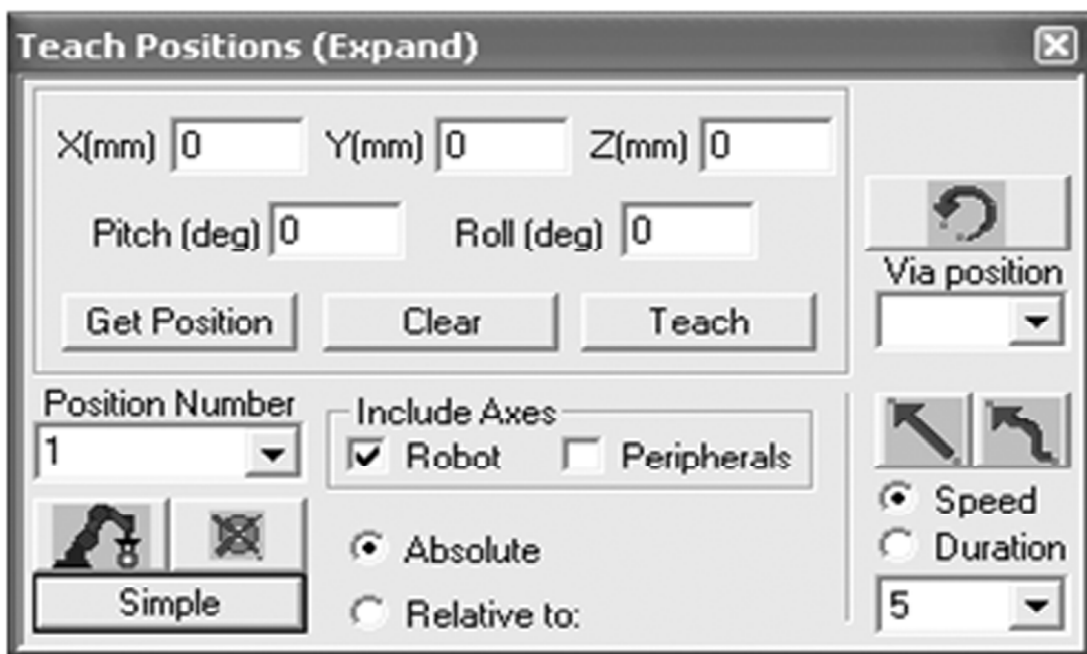 Teach Positions (Expand)
X(mm) 0 Y(mm) 0 Z(mm) 0
Pitch (deg) 0 Roll (deg) 0
Get Position Clear Teach
Via position
Position Number
1
Include Axes
Robot Peripherals
Simple
Absolute
Relative to:
Speed
Duration
5